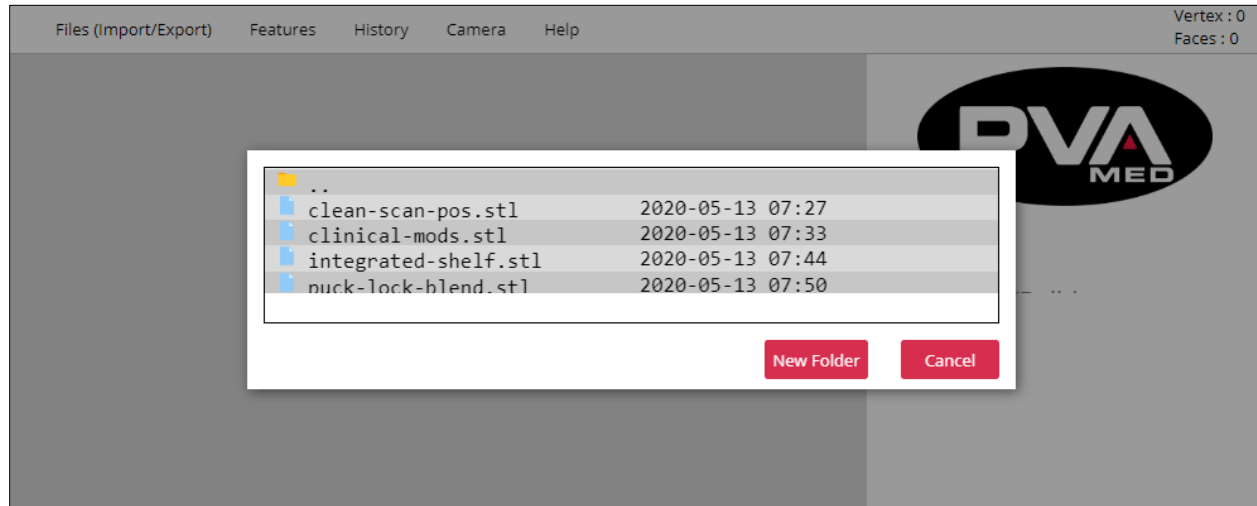 Files (Import/Export) Features History Camera Help
Vertex : 0
Faces : 0
PVA
MED
..
clean-scan-pos.stl 2020-05-13 07:27
clinical-mods.stl 2020-05-13 07:33
integrated-shelf.stl 2020-05-13 07:44
puck-lock-blend.stl 2020-05-13 07:50
New Folder Cancel